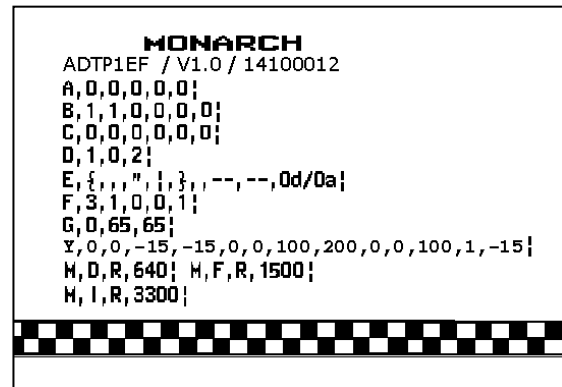 MONARCH
ADTP1EF / V1.0 / 14100012
A,0,0,0,0,0¦
B,1,1,0,0,0,0¦
C,0,0,0,0,0,0¦
D,1,0,2¦
E,{,,,",¦,},,--,--,0d/0a¦
F,3,1,0,0,1¦
G,0,65,65¦
Y,0,0,-15,-15,0,0,100,200,0,0,100,1,-15¦
M,D,R,640¦ M,F,R,1500¦
M,I,R,3300¦